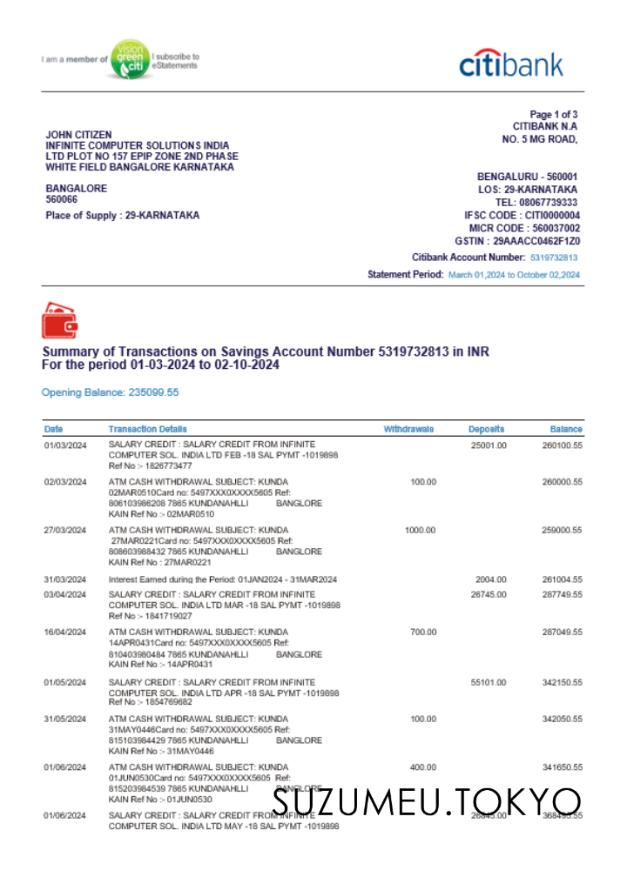 I am a member of vision green citi I subscribe to eStatements
citibank
Page 1 of 3
CITIBANK N.A
NO. 5 MG ROAD,
JOHN CITIZEN
INFINITE COMPUTER SOLUTIONS INDIA
LTD PLOT NO 157 EPIP ZONE 2ND PHASE
WHITE FIELD BANGALORE KARNATAKA
BANGALORE
560066
Place of Supply : 29-KARNATAKA
BENGALURU - 560001
LOS: 29-KARNATAKA
TEL: 08067739333
IFSC CODE : CITI0000004
MICR CODE : 560037002
GSTIN : 29AAACC0462F1Z0
Citibank Account Number: 5319732813
Statement Period: March 01,2024 to October 02,2024
Summary of Transactions on Savings Account Number 5319732813 in INR
For the period 01-03-2024 to 02-10-2024
Opening Balance: 235099.55
Date Transaction Details Withdrawals Deposits Balance
01/03/2024 SALARY CREDIT : SALARY CREDIT FROM INFINITE 25001.00 260100.55
COMPUTER SOL. INDIA LTD FEB -18 SAL PYMT -1019898
Ref No :- 1826773477
02/03/2024 ATM CASH WITHDRAWAL SUBJECT: KUNDA 100.00 260000.55
02MAR0510Card no: 5497XXX0XXXX5605 Ref:
806103986208 7865 KUNDANAHLLI BANGLORE
KAIN Ref No :- 02MAR0510
27/03/2024 ATM CASH WITHDRAWAL SUBJECT: KUNDA 1000.00 259000.55
27MAR0221Card no: 5497XXX0XXXX5605 Ref:
808603988432 7865 KUNDANAHLLI BANGLORE
KAIN Ref No : 27MAR0221
31/03/2024 Interest Earned during the Period: 01JAN2024 - 31MAR2024 2004.00 261004.55
03/04/2024 SALARY CREDIT : SALARY CREDIT FROM INFINITE 26745.00 287749.55
COMPUTER SOL. INDIA LTD MAR -18 SAL PYMT -1019898
Ref No :- 1841719027
16/04/2024 ATM CASH WITHDRAWAL SUBJECT: KUNDA 700.00 287049.55
14APR0431Card no: 5497XXX0XXXX5605 Ref:
810403980484 7865 KUNDANAHLLI BANGLORE
KAIN Ref No :- 14APR0431
01/05/2024 SALARY CREDIT : SALARY CREDIT FROM INFINITE 55101.00 342150.55
COMPUTER SOL. INDIA LTD APR -18 SAL PYMT -1019898
Ref No :- 1854769682
31/05/2024 ATM CASH WITHDRAWAL SUBJECT: KUNDA 100.00 342050.55
31MAY0446Card no: 5497XXX0XXXX5605 Ref:
815103984429 7865 KUNDANAHLLI BANGLORE
KAIN Ref No :- 31MAY0446
01/06/2024 ATM CASH WITHDRAWAL SUBJECT: KUNDA 400.00 341650.55
01JUN0530Card no: 5497XXX0XXXX5605 Ref:
815203984539 7865 KUNDANAHLLI BANGLORE
KAIN Ref No :- 01JUN0530
SUZUMEU.TOKYO
01/06/2024 SALARY CREDIT : SALARY CREDIT FROM INFINITE
COMPUTER SOL. INDIA LTD MAY -18 SAL PYMT -1019898